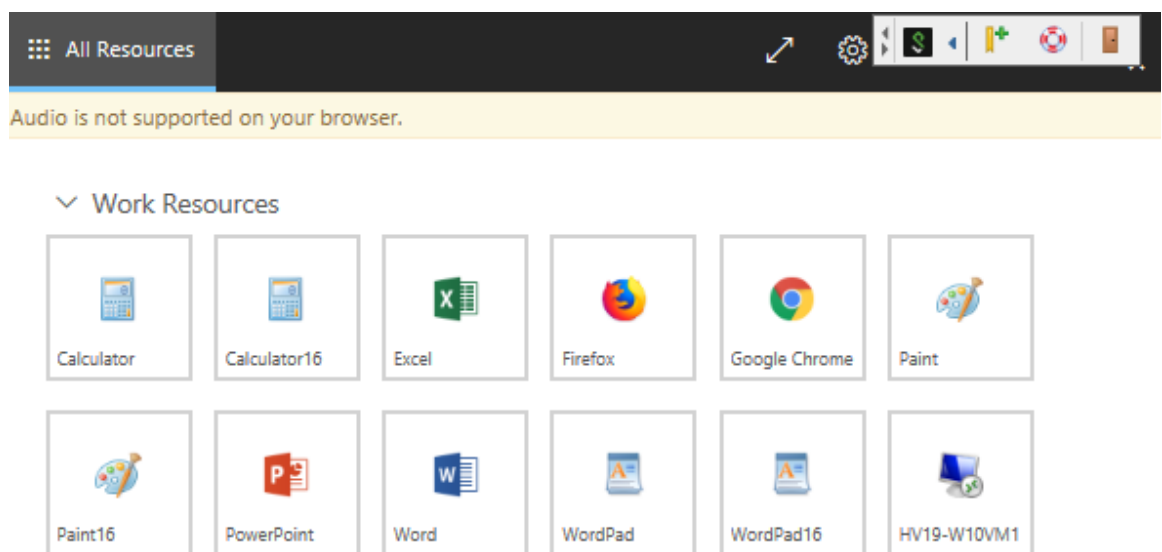 All Resources
Audio is not supported on your browser.
Work Resources
Calculator
Calculator16
Excel
Firefox
Google Chrome
Paint
Paint16
PowerPoint
Word
WordPad
WordPad16
HV19-W10VM1